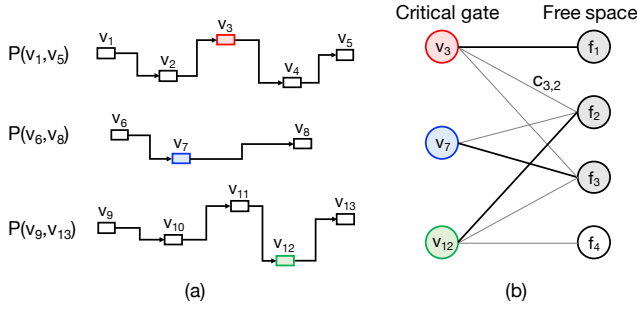 Critical gate Free space
P(v₁,v₅)
v₁ v₂ v₃ v₄ v₅
P(v₆,v₈)
v₆ v₇ v₈
P(v₉,v₁₃)
v₉ v₁₀ v₁₁ v₁₂ v₁₃
(a)
v₃ f₁
c₃,₂
f₂
v₇
f₃
v₁₂ f₄
(b)